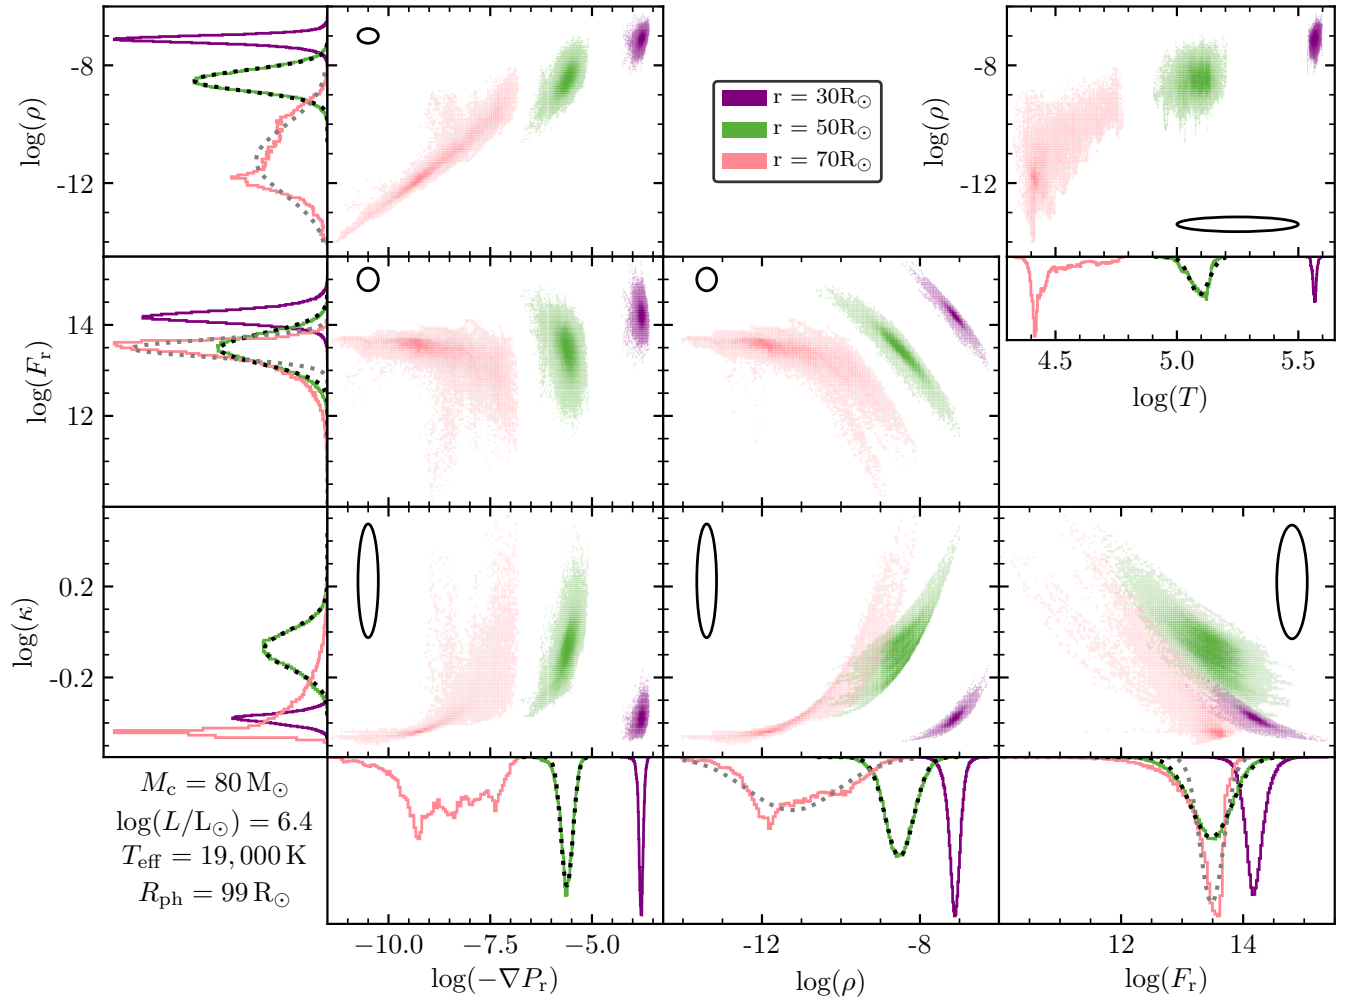 log(ρ)
-8
-12
r = 30R☉
r = 50R☉
r = 70R☉
log(ρ)
-8
-12
log(F_r)
14
12
4.5 5.0 5.5
log(T)
log(κ)
0.2
-0.2
M_c = 80 M☉
log(L/L☉) = 6.4
T_eff = 19,000 K
R_ph = 99 R☉
−10.0 −7.5 −5.0
log(−∇P_r)
-12 -8
log(ρ)
12 14
log(F_r)